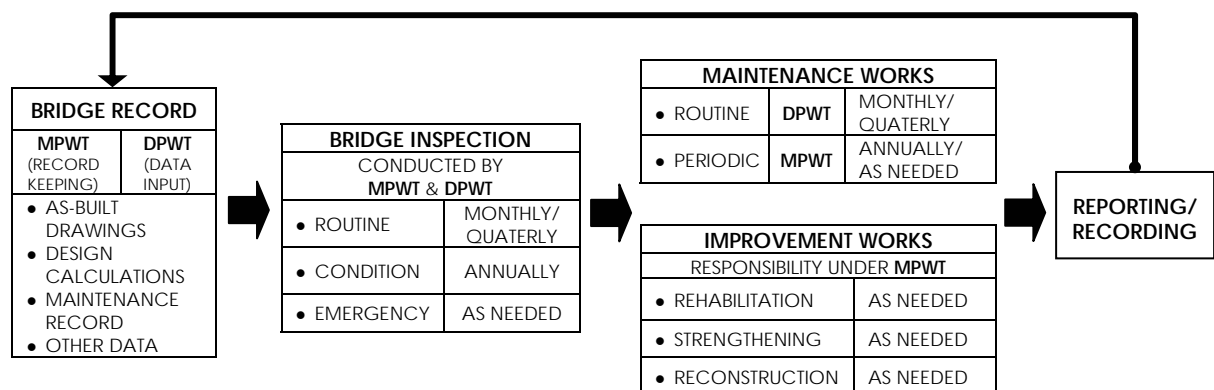 BRIDGE RECORD
MPWT
(RECORD
KEEPING)
DPWT
(DATA
INPUT)
● AS-BUILT
DRAWINGS
● DESIGN
CALCULATIONS
● MAINTENANCE
RECORD
● OTHER DATA
BRIDGE INSPECTION
CONDUCTED BY
MPWT & DPWT
● ROUTINE
MONTHLY/
QUATERLY
● CONDITION
ANNUALLY
● EMERGENCY
AS NEEDED
MAINTENANCE WORKS
● ROUTINE
DPWT
MONTHLY/
QUATERLY
● PERIODIC
MPWT
ANNUALLY/
AS NEEDED
IMPROVEMENT WORKS
RESPONSIBILITY UNDER MPWT
● REHABILITATION
AS NEEDED
● STRENGTHENING
AS NEEDED
● RECONSTRUCTION
AS NEEDED
REPORTING/
RECORDING